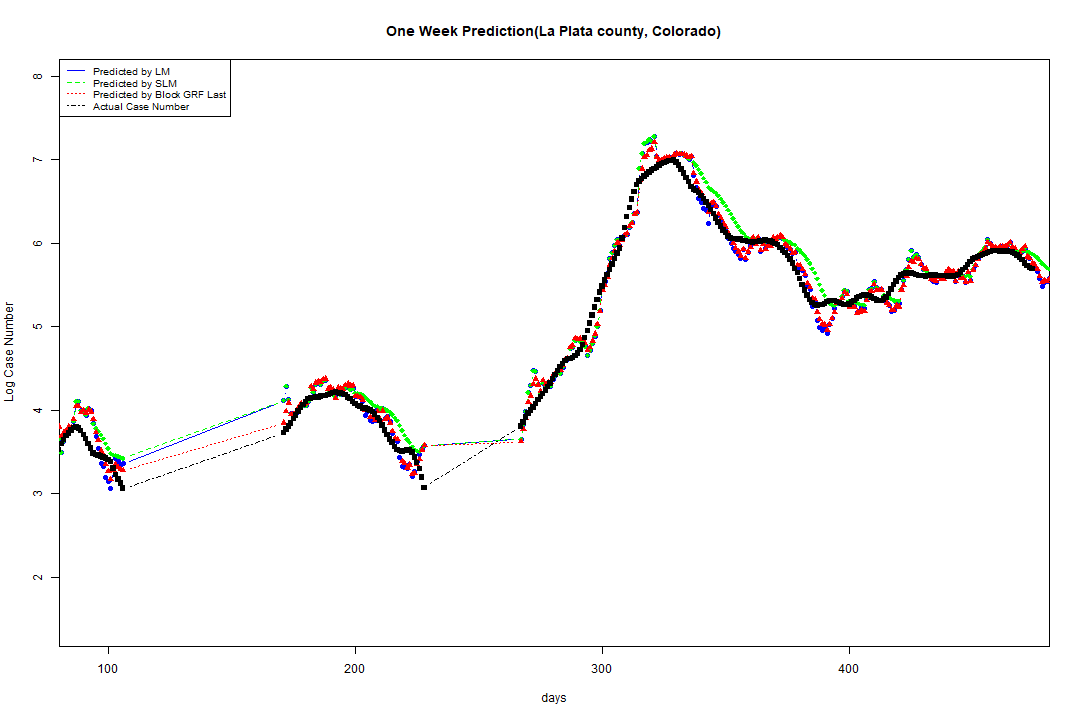 One Week Prediction(La Plata county, Colorado)
Predicted by LM
Predicted by SLM
Predicted by Block GRF Last
Actual Case Number
8
7
6
5
4
3
2
Log Case Number
100 200 300 400
days